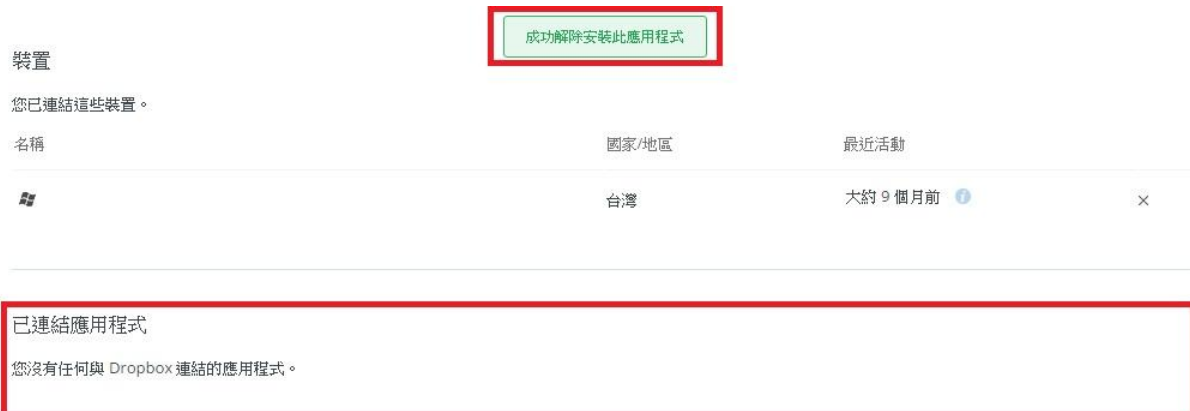 成功解除安裝此應用程式
裝置
您已連結這些裝置。
名稱 國家/地區 最近活動
台灣 大約 9 個月前
已連結應用程式
您沒有任何與 Dropbox 連結的應用程式。